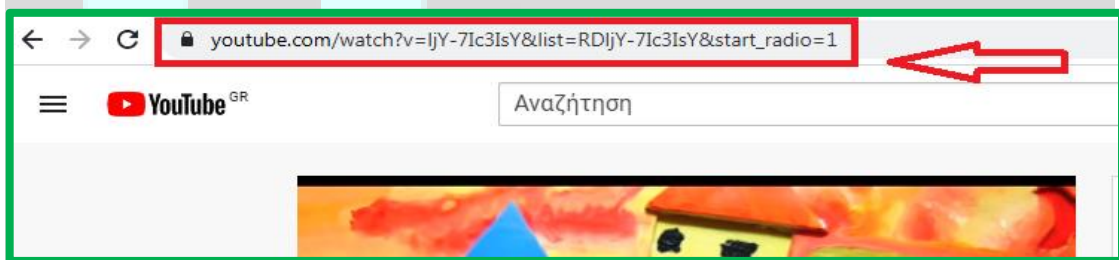 youtube.com/watch?v=IjY-7Ic3IsY&list=RDIjY-7Ic3IsY&start_radio=1
YouTube GR
Αναζήτηση